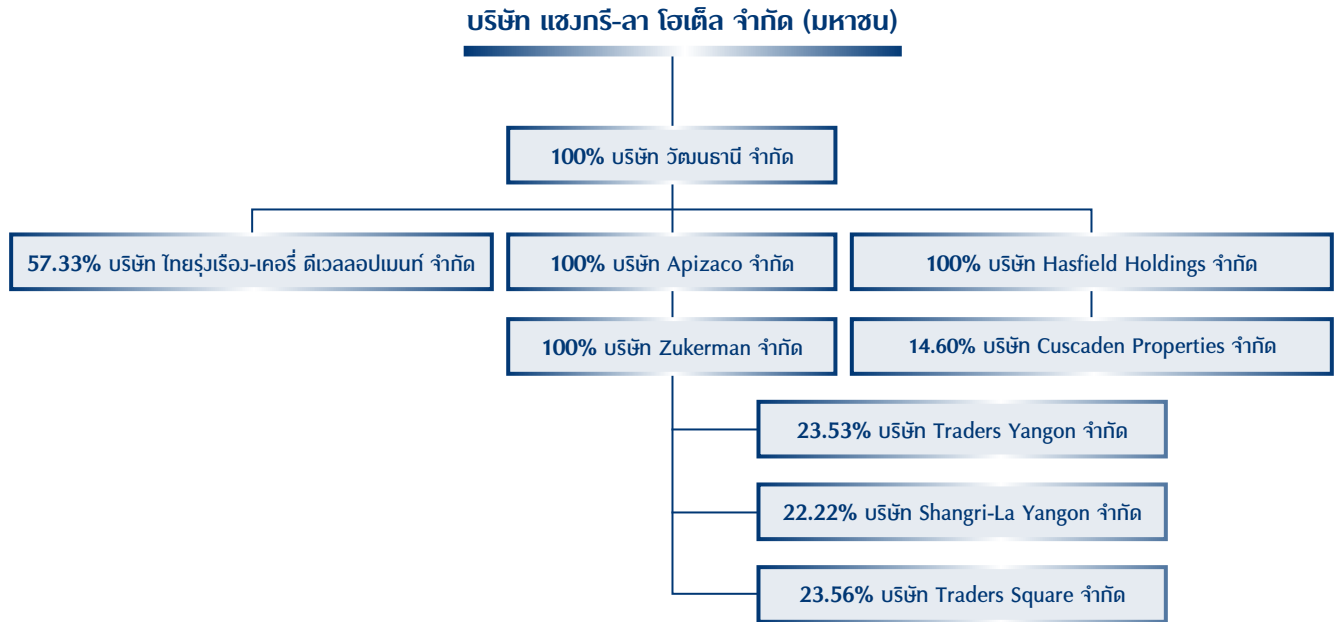 บริษัท แชงกรี-ลา โฮเต็ล จำกัด (มหาชน)
100% บริษัท วัฒนธานี จำกัด
57.33% บริษัท ไทยรุ่งเรือง-เคอรี่ ดีเวลลอปเมนท์ จำกัด
100% บริษัท Apizaco จำกัด
100% บริษัท Hasfield Holdings จำกัด
100% บริษัท Zukerman จำกัด
14.60% บริษัท Cuscaden Properties จำกัด
23.53% บริษัท Traders Yangon จำกัด
22.22% บริษัท Shangri-La Yangon จำกัด
23.56% บริษัท Traders Square จำกัด